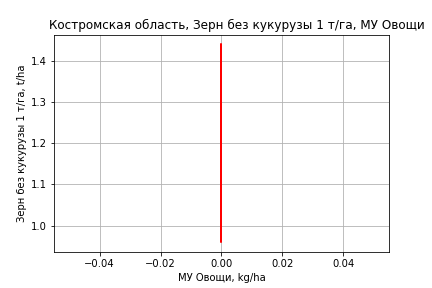 Костромская область, Зерн без кукурузы 1 т/га, МУ Овощи
Зерн без кукурузы 1 т/га, t/ha
1.4
1.3
1.2
1.1
1.0
−0.04 −0.02 0.00 0.02 0.04
МУ Овощи, kg/ha